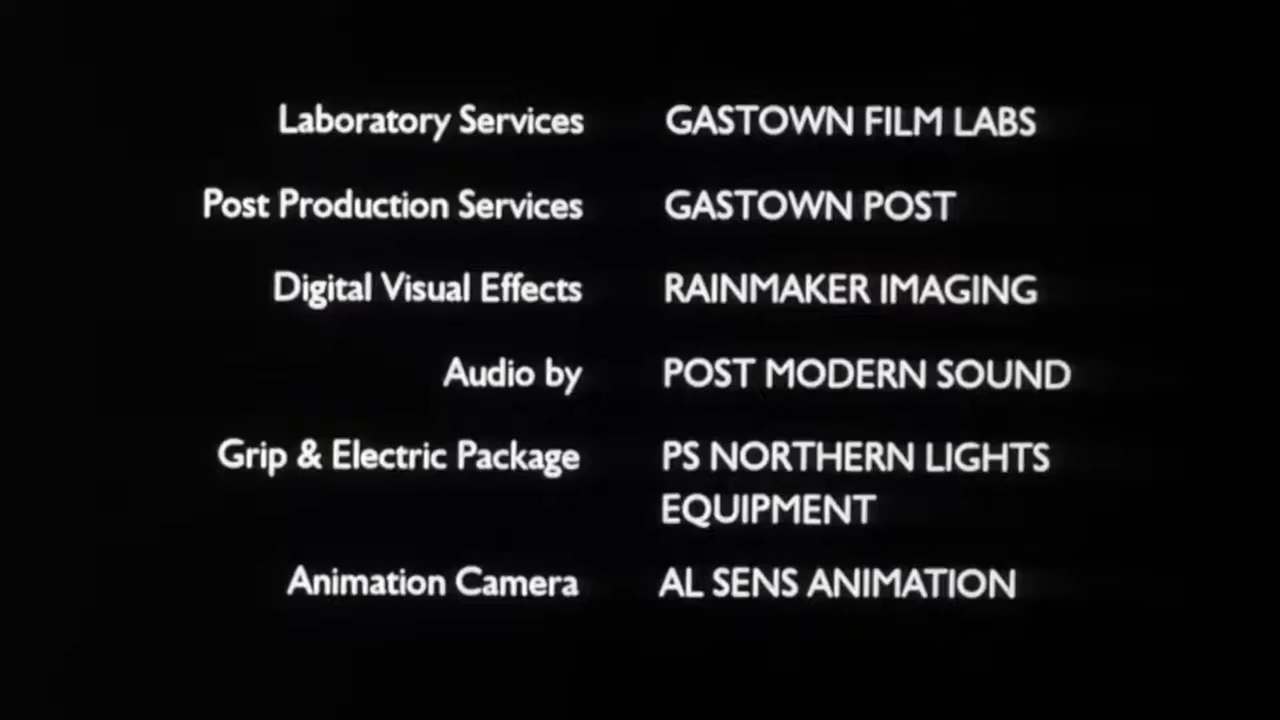 Laboratory Services GASTOWN FILM LABS
Post Production Services GASTOWN POST
Digital Visual Effects RAINMAKER IMAGING
Audio by POST MODERN SOUND
Grip & Electric Package PS NORTHERN LIGHTS
EQUIPMENT
Animation Camera AL SENS ANIMATION